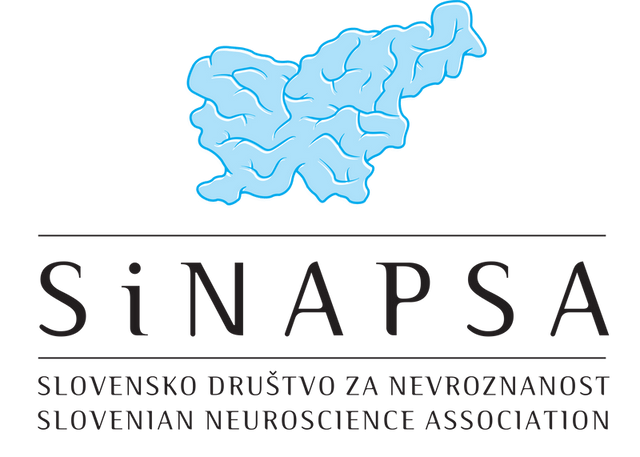 SiNAPSA
SLOVENSKO DRUŠTVO ZA NEVROZNANOST
SLOVENIAN NEUROSCIENCE ASSOCIATION